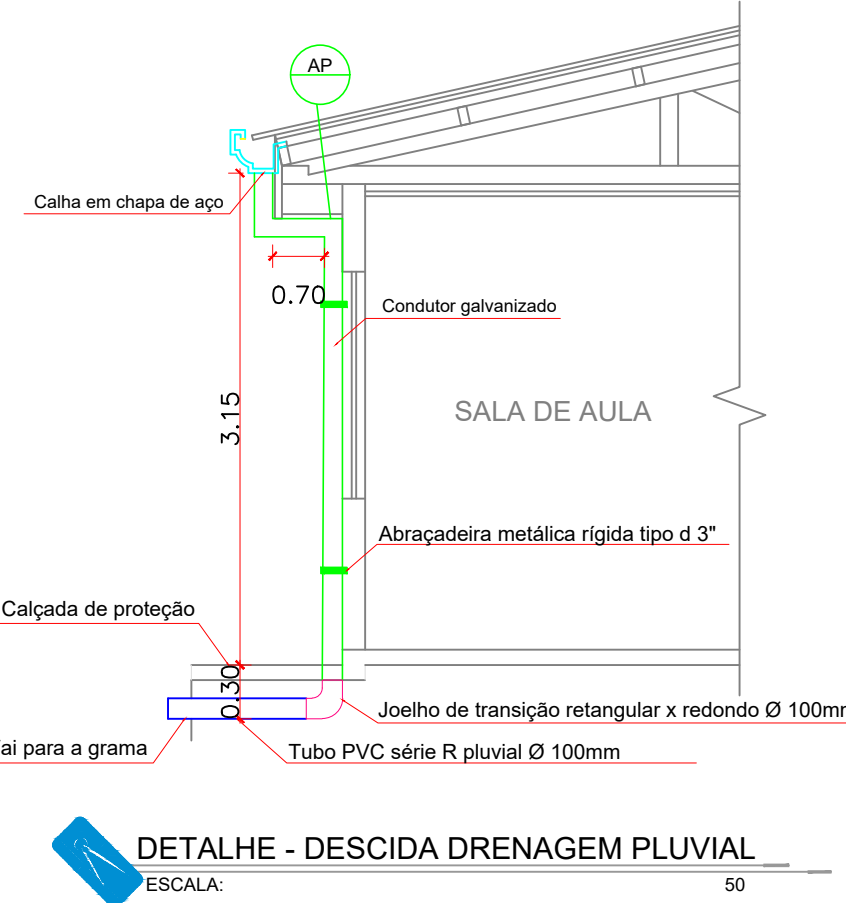 AP
Calha em chapa de aço
0.70
Condutor galvanizado
3.15
SALA DE AULA
Abraçadeira metálica rígida tipo d 3"
Calçada de proteção
0.30
Joelho de transição retangular x redondo Ø 100mm
ai para a grama
Tubo PVC série R pluvial Ø 100mm
DETALHE - DESCIDA DRENAGEM PLUVIAL
ESCALA: 50